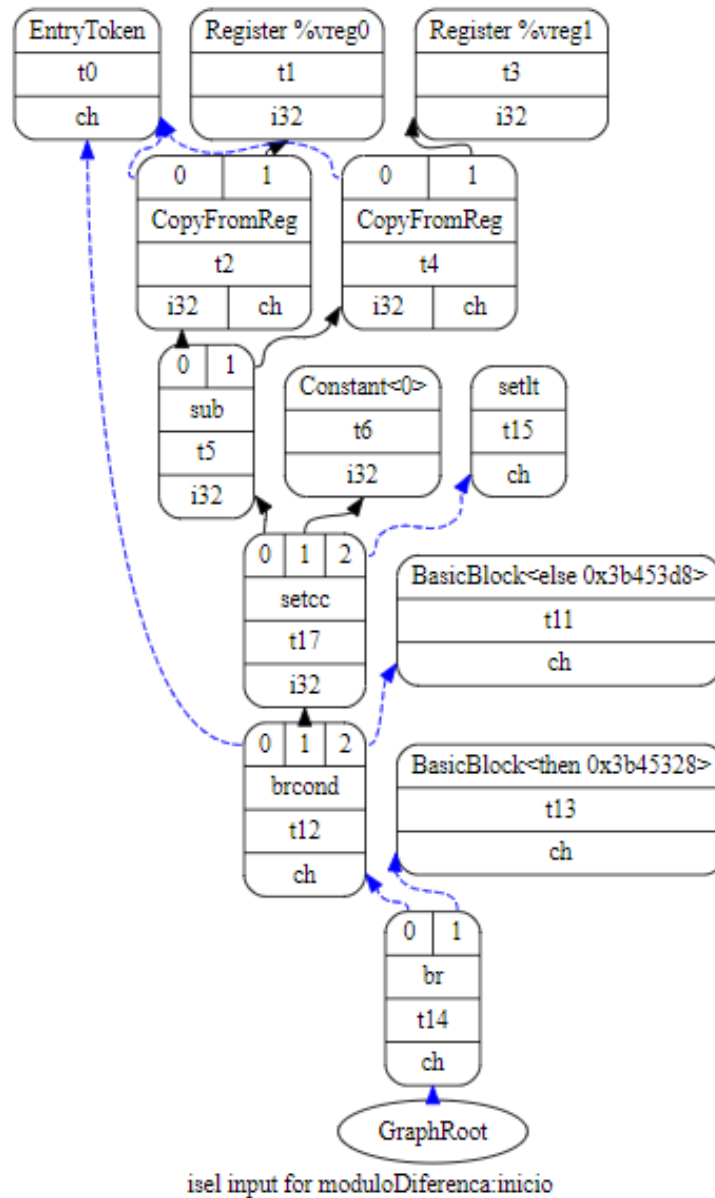 EntryToken
t0
ch
Register %vreg0
t1
i32
Register %vreg1
t3
i32
0 1
CopyFromReg
t2
i32 ch
0 1
CopyFromReg
t4
i32 ch
0 1
sub
t5
i32
Constant<0>
t6
i32
setlt
t15
ch
0 1 2
setcc
t17
i32
BasicBlock<else 0x3b453d8>
t11
ch
0 1 2
brcond
t12
ch
BasicBlock<then 0x3b45328>
t13
ch
0 1
br
t14
ch
GraphRoot
isel input for moduloDiferenca:inicio